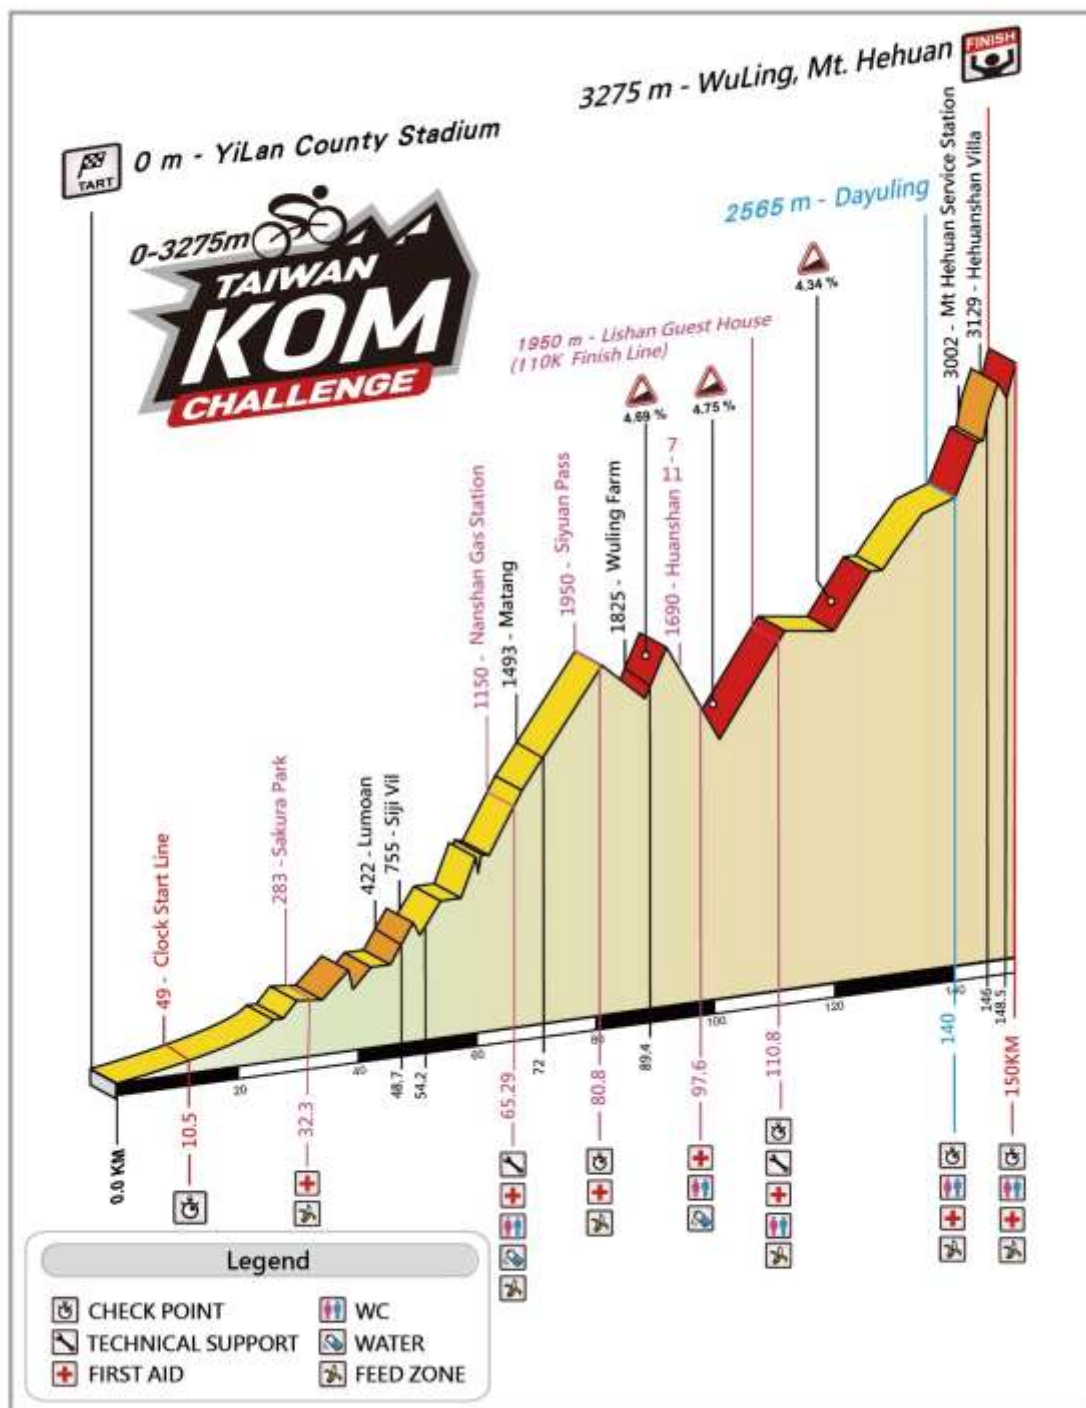 3275 m - WuLing, Mt. Hehuan
FINISH
0 m - YiLan County Stadium
TART
0-3275m
TAIWAN
KOM
CHALLENGE
2565 m - Dayuling
3002 - Mt Hehuan Service Station
3129 - Hehuanshan Villa
4.34 %
1950 m - Lishan Guest House
(110K Finish Line)
4.69 %
4.75 %
49 - Clock Start Line
283 - Sakura Park
422 - Lumoan
755 - Siji Vil
1150 - Nanshan Gas Station
1493 - Matang
1950 - Siyuan Pass
1825 - Wuling Farm
1690 - Huanshan - 7
11
20
40
60
80
100
120
140
0.0 KM
10.5
32.3
48.7
54.2
65.29
72
80.8
89.4
97.6
110.8
140
146
148.5
150KM
Legend
CHECK POINT
TECHNICAL SUPPORT
FIRST AID
WC
WATER
FEED ZONE